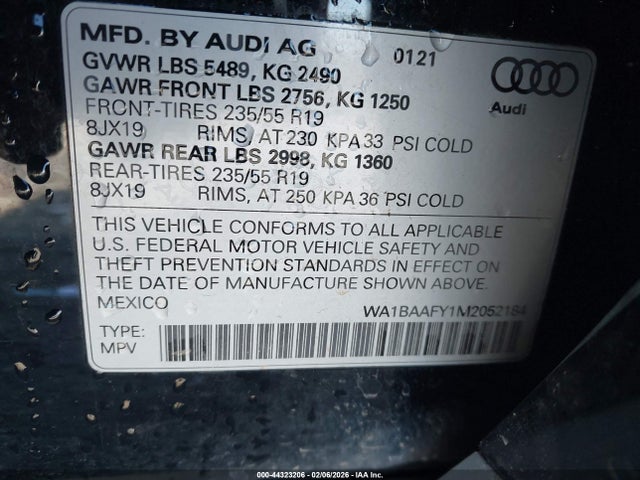 MFD. BY AUDI AG 0121
GVWR LBS 5489, KG 2490
GAWR FRONT LBS 2756, KG 1250
FRONT-TIRES 235/55 R19
8JX19 RIMS, AT 230 KPA 33 PSI COLD
GAWR REAR LBS 2998, KG 1360
REAR-TIRES 235/55 R19
8JX19 RIMS, AT 250 KPA 36 PSI COLD
Audi
THIS VEHICLE CONFORMS TO ALL APPLICABLE
U.S. FEDERAL MOTOR VEHICLE SAFETY AND
THEFT PREVENTION STANDARDS IN EFFECT ON
THE DATE OF MANUFACTURE SHOWN ABOVE.
MEXICO WA1BAAFY1M2052184
TYPE:
MPV
000-44323206 - 02/06/2026 - IAA Inc.